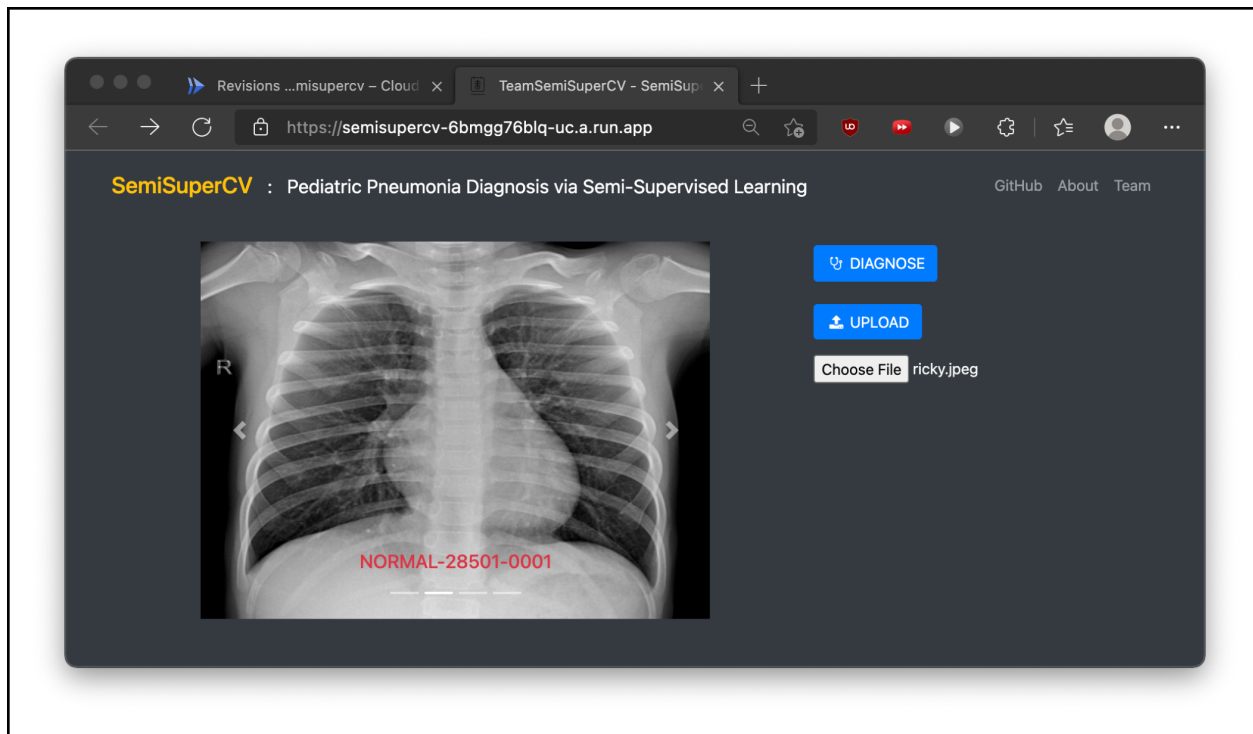 Revisions ...misupercv – Cloud
TeamSemiSuperCV - SemiSupe
https://semisupercv-6bmgg76blq-uc.a.run.app
SemiSuperCV : Pediatric Pneumonia Diagnosis via Semi-Supervised Learning
GitHub About Team
DIAGNOSE
UPLOAD
Choose File ricky.jpeg
R
NORMAL-28501-0001